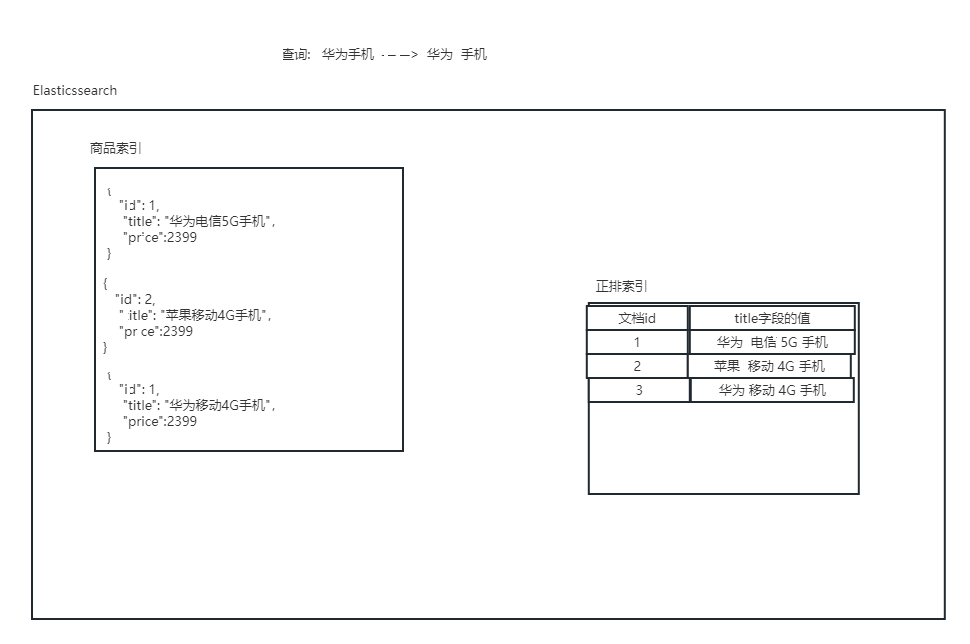 查询: 华为手机 ----> 华为 手机
Elasticssearch
商品索引
{
"id": 1,
"title": "华为电信5G手机",
"price":2399
}
{
"id": 2,
"title": "苹果移动4G手机",
"price":2399
}
{
"id": 1,
"title": "华为移动4G手机",
"price":2399
}
正排索引
文档id title字段的值
1 华为 电信 5G 手机
2 苹果 移动 4G 手机
3 华为 移动 4G 手机